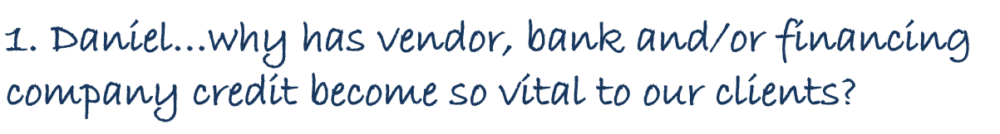 1. Daniel...why has vendor, bank and/or financing
company credit become so vital to our clients?